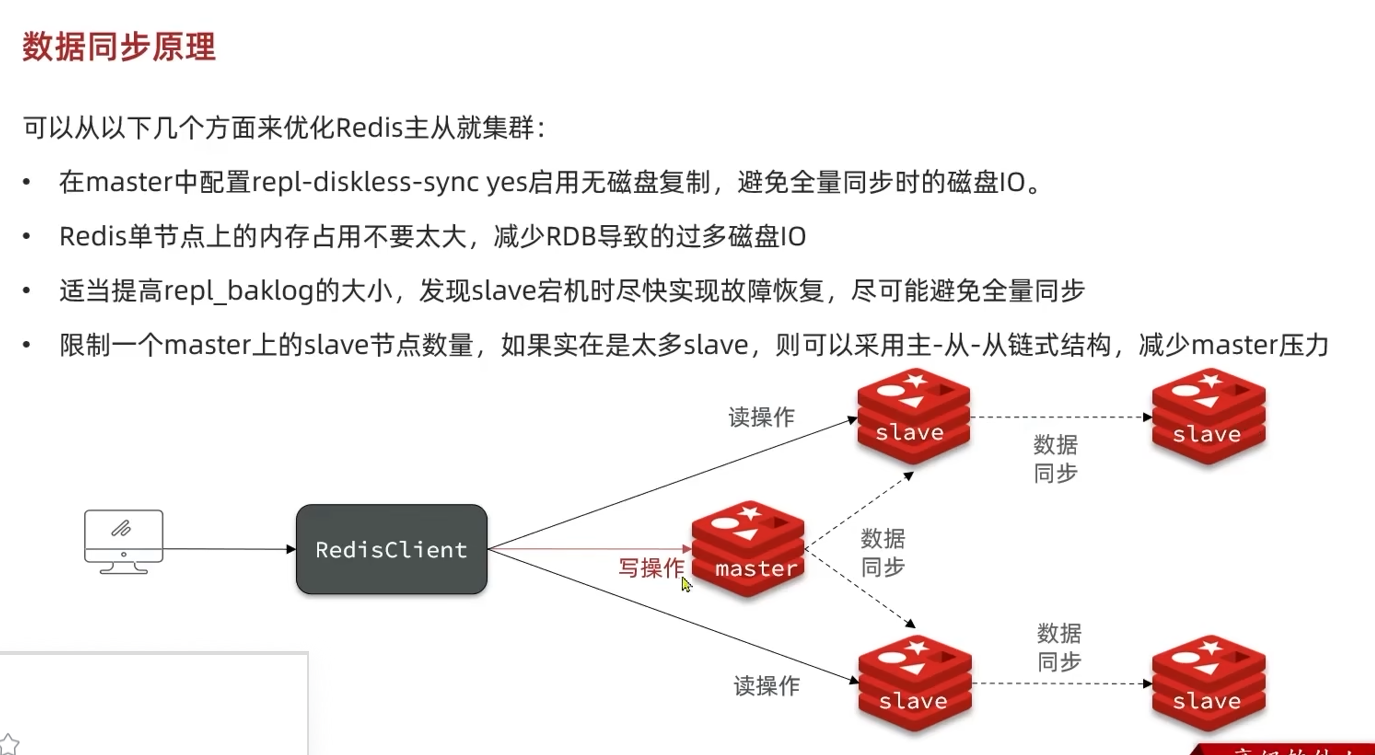 数据同步原理
可以从以下几个方面来优化Redis主从就集群：
• 在master中配置repl-diskless-sync yes启用无磁盘复制，避免全量同步时的磁盘IO。
• Redis单节点上的内存占用不要太大，减少RDB导致的过多磁盘IO
• 适当提高repl_baklog的大小，发现slave宕机时尽快实现故障恢复，尽可能避免全量同步
• 限制一个master上的slave节点数量，如果实在是太多slave，则可以采用主-从-从链式结构，减少master压力
读操作
slave
数据
同步
slave
RedisClient
写操作
master
数据
同步
读操作
slave
数据
同步
slave